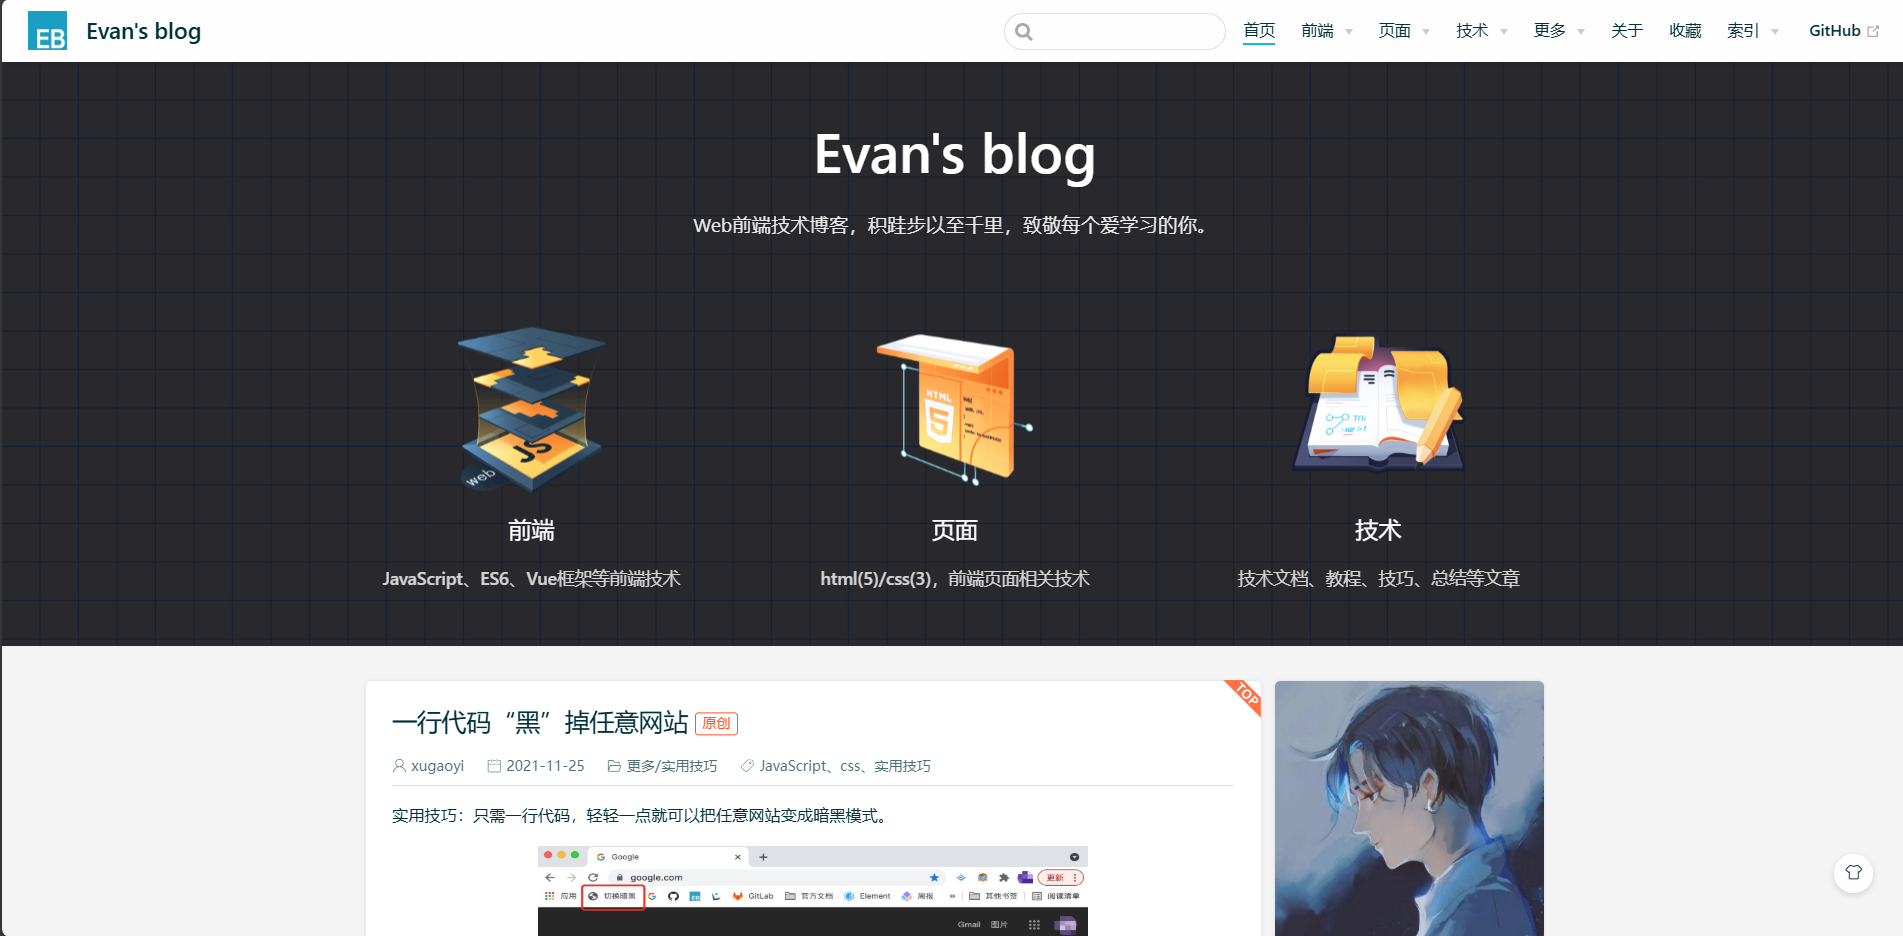 EB Evan's blog 首页 前端 页面 技术 更多 关于 收藏 索引 GitHub
Evan's blog
Web前端技术博客，积跬步以至千里，致敬每个爱学习的你。
JS
web
HTML
5
前端 页面 技术
JavaScript、ES6、Vue框架等前端技术 html(5)/css(3)，前端页面相关技术 技术文档、教程、技巧、总结等文章
TOP
一行代码“黑”掉任意网站 原创
xugaoyi 2021-11-25 更多/实用技巧 JavaScript、css、实用技巧
实用技巧：只需一行代码，轻轻一点就可以把任意网站变成暗黑模式。
Google
google.com 更新
应用 切换暗黑 GitLab 官方文档 Element 周报 » 其他书签 阅读清单
Gmail 图片